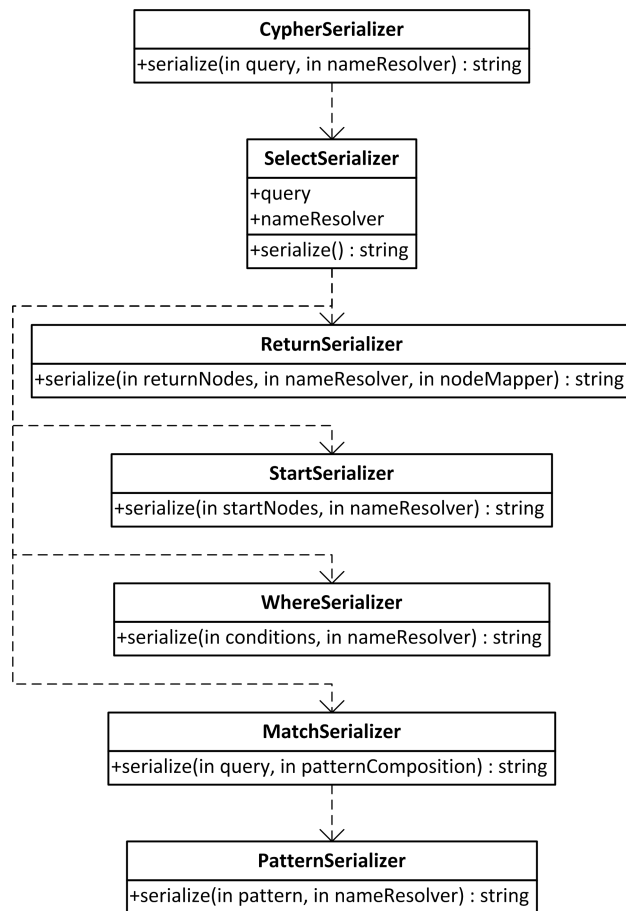 CypherSerializer
+serialize(in query, in nameResolver) : string
SelectSerializer
+query
+nameResolver
+serialize() : string
ReturnSerializer
+serialize(in returnNodes, in nameResolver, in nodeMapper) : string
StartSerializer
+serialize(in startNodes, in nameResolver) : string
WhereSerializer
+serialize(in conditions, in nameResolver) : string
MatchSerializer
+serialize(in query, in patternComposition) : string
PatternSerializer
+serialize(in pattern, in nameResolver) : string